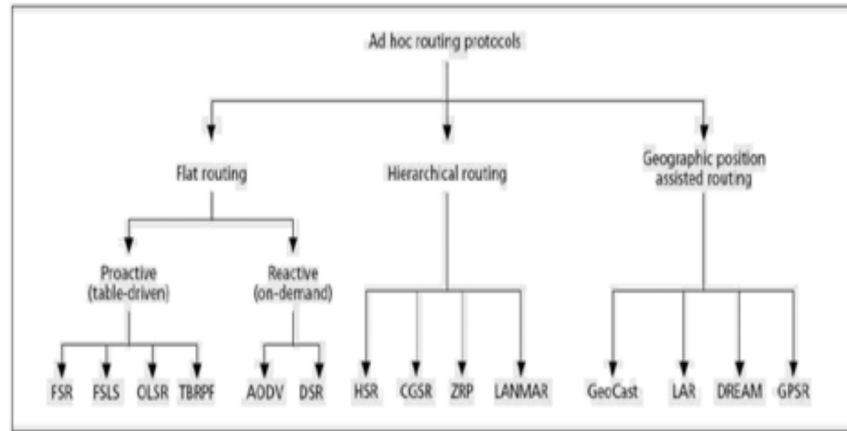 Ad hoc routing protocols
Flat routing
Hierarchical routing
Geographic position
assisted routing
Proactive
(table-driven)
Reactive
(on-demand)
FSR FSLS OLSR TBRPF AODV DSR HSR CGSR ZRP LANMAR GeoCast LAR DREAM GPSR